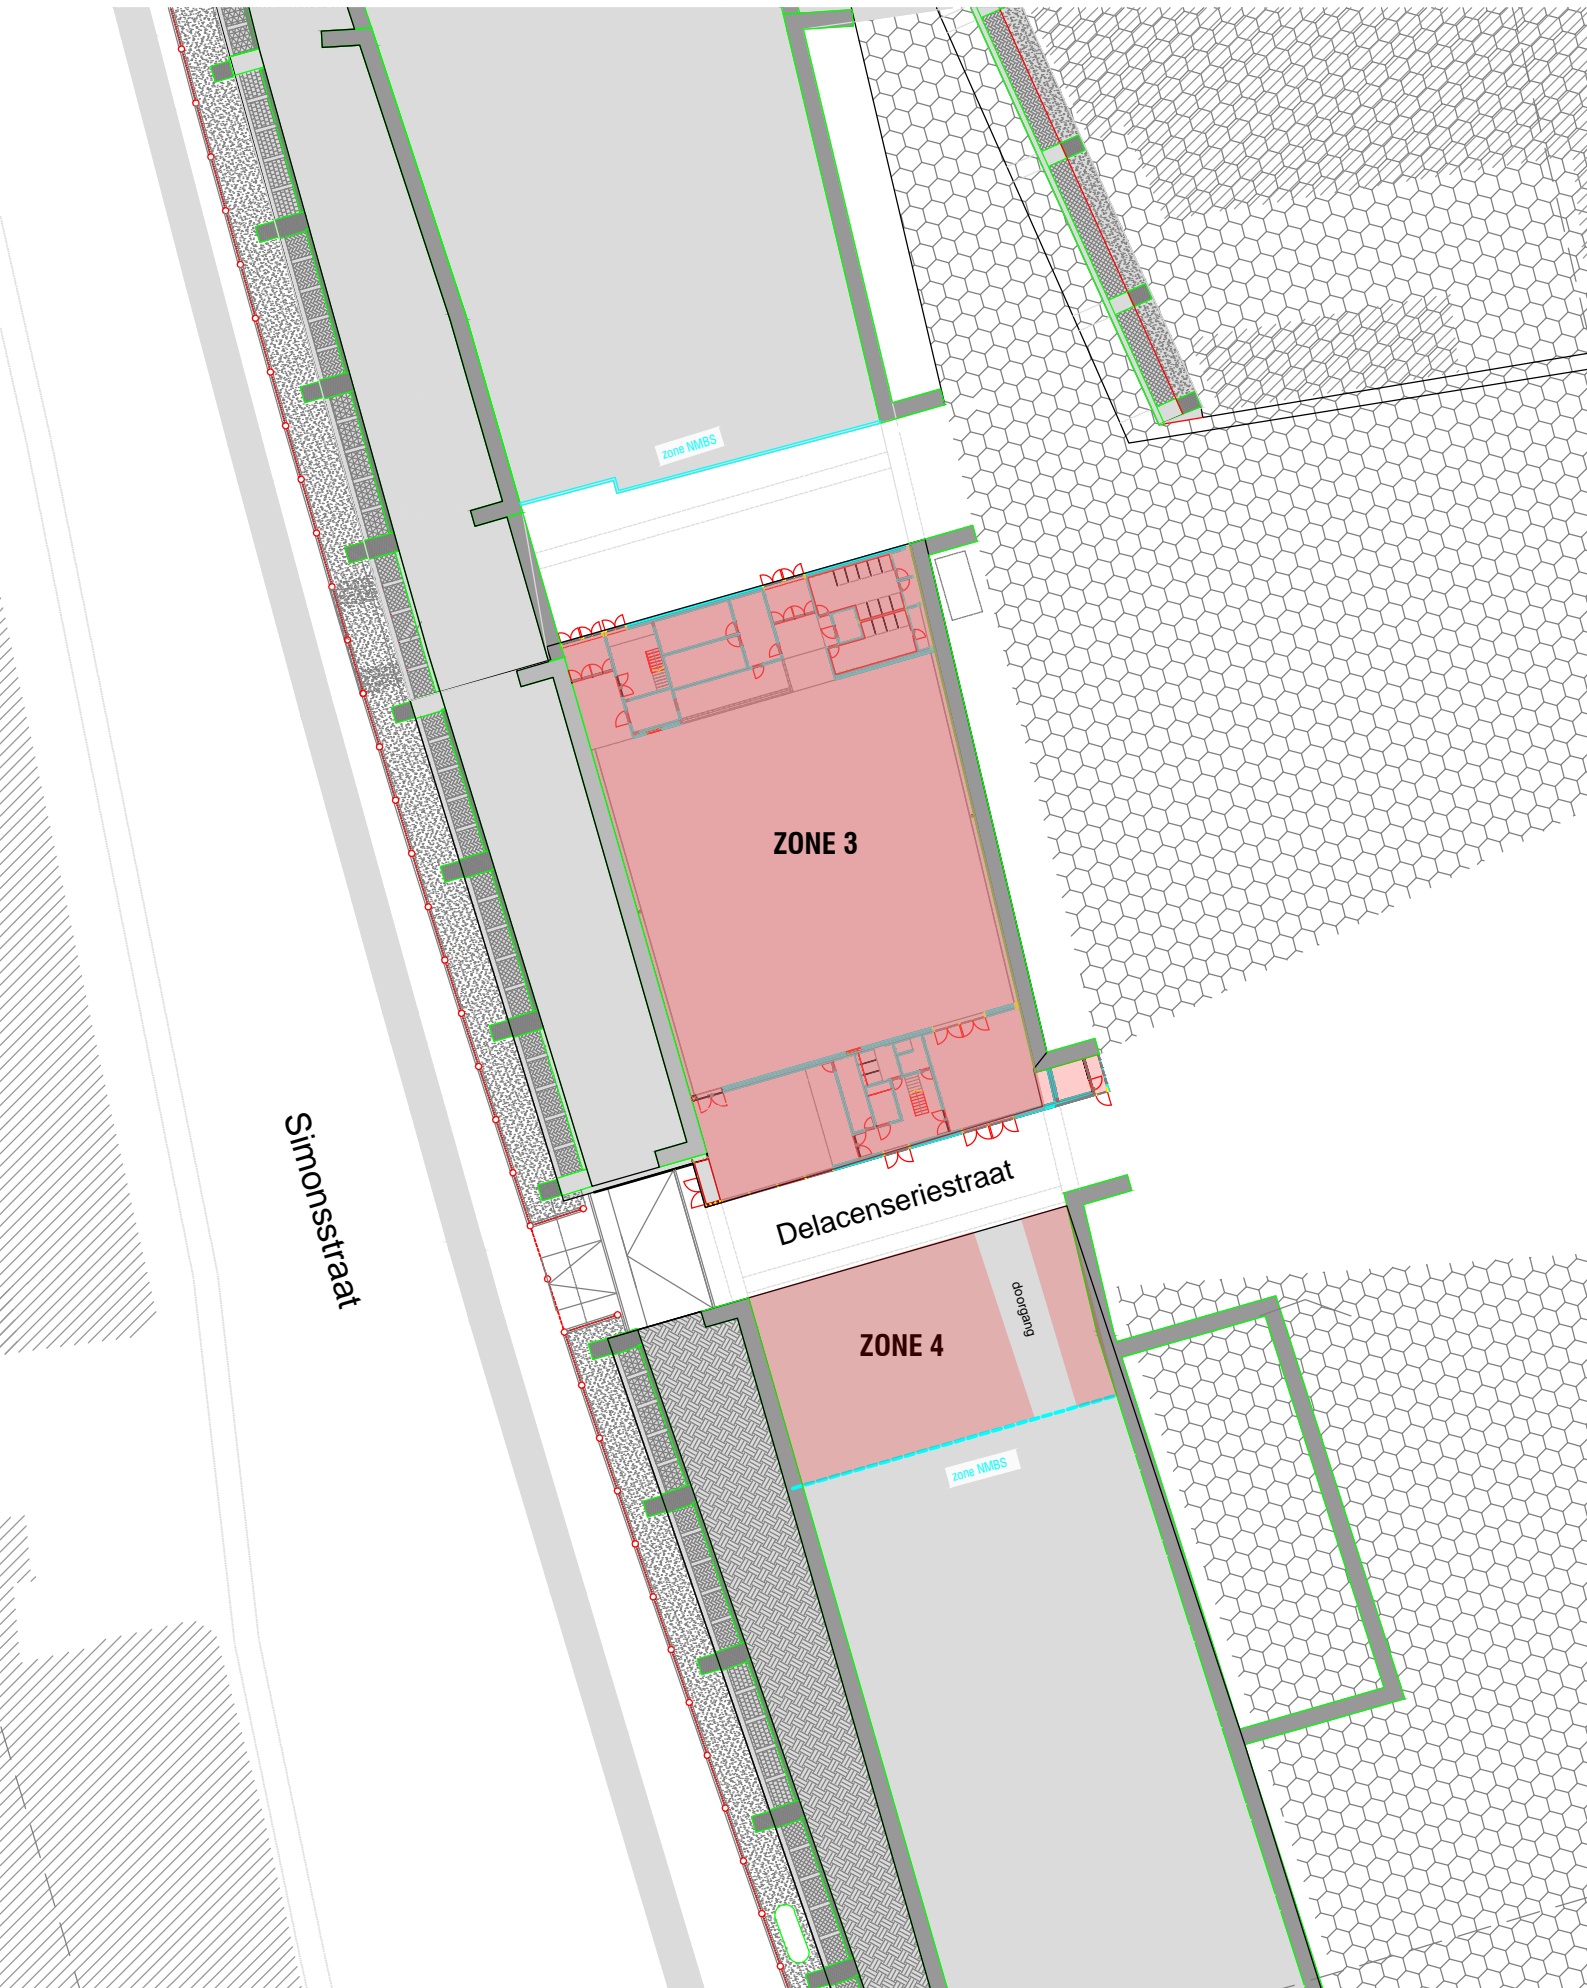 zone NMBS
ZONE 3
Simonsstraat
Delacenseriestraat
doorgang
ZONE 4
zone NMBS